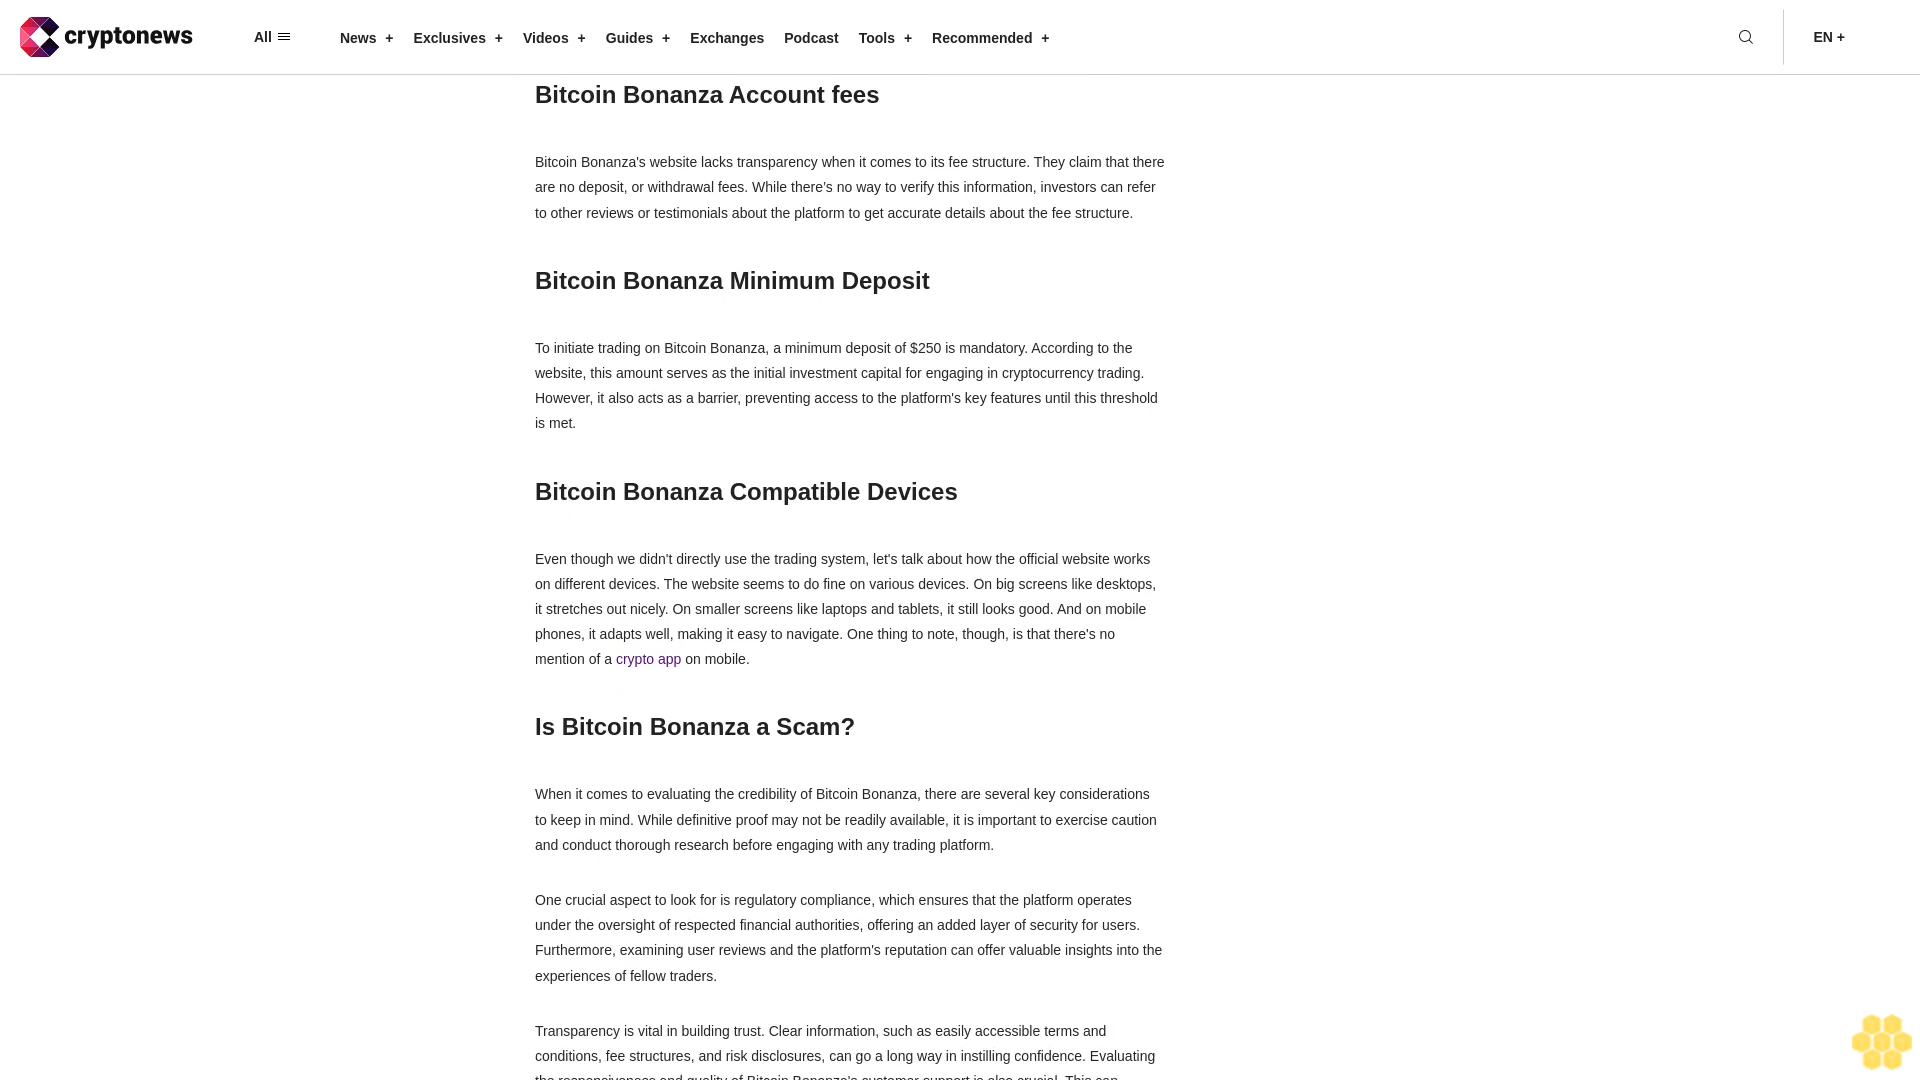 cryptonews
All
News +
Exclusives +
Videos +
Guides +
Exchanges
Podcast
Tools +
Recommended +
EN +
Bitcoin Bonanza Account fees
Bitcoin Bonanza's website lacks transparency when it comes to its fee structure. They claim that there
are no deposit, or withdrawal fees. While there’s no way to verify this information, investors can refer
to other reviews or testimonials about the platform to get accurate details about the fee structure.
Bitcoin Bonanza Minimum Deposit
To initiate trading on Bitcoin Bonanza, a minimum deposit of $250 is mandatory. According to the
website, this amount serves as the initial investment capital for engaging in cryptocurrency trading.
However, it also acts as a barrier, preventing access to the platform's key features until this threshold
is met.
Bitcoin Bonanza Compatible Devices
Even though we didn't directly use the trading system, let's talk about how the official website works
on different devices. The website seems to do fine on various devices. On big screens like desktops,
it stretches out nicely. On smaller screens like laptops and tablets, it still looks good. And on mobile
phones, it adapts well, making it easy to navigate. One thing to note, though, is that there's no
mention of a crypto app on mobile.
Is Bitcoin Bonanza a Scam?
When it comes to evaluating the credibility of Bitcoin Bonanza, there are several key considerations
to keep in mind. While definitive proof may not be readily available, it is important to exercise caution
and conduct thorough research before engaging with any trading platform.
One crucial aspect to look for is regulatory compliance, which ensures that the platform operates
under the oversight of respected financial authorities, offering an added layer of security for users.
Furthermore, examining user reviews and the platform's reputation can offer valuable insights into the
experiences of fellow traders.
Transparency is vital in building trust. Clear information, such as easily accessible terms and
conditions, fee structures, and risk disclosures, can go a long way in instilling confidence. Evaluating
the responsiveness and quality of Bitcoin Bonanza's customer support is also crucial. This can